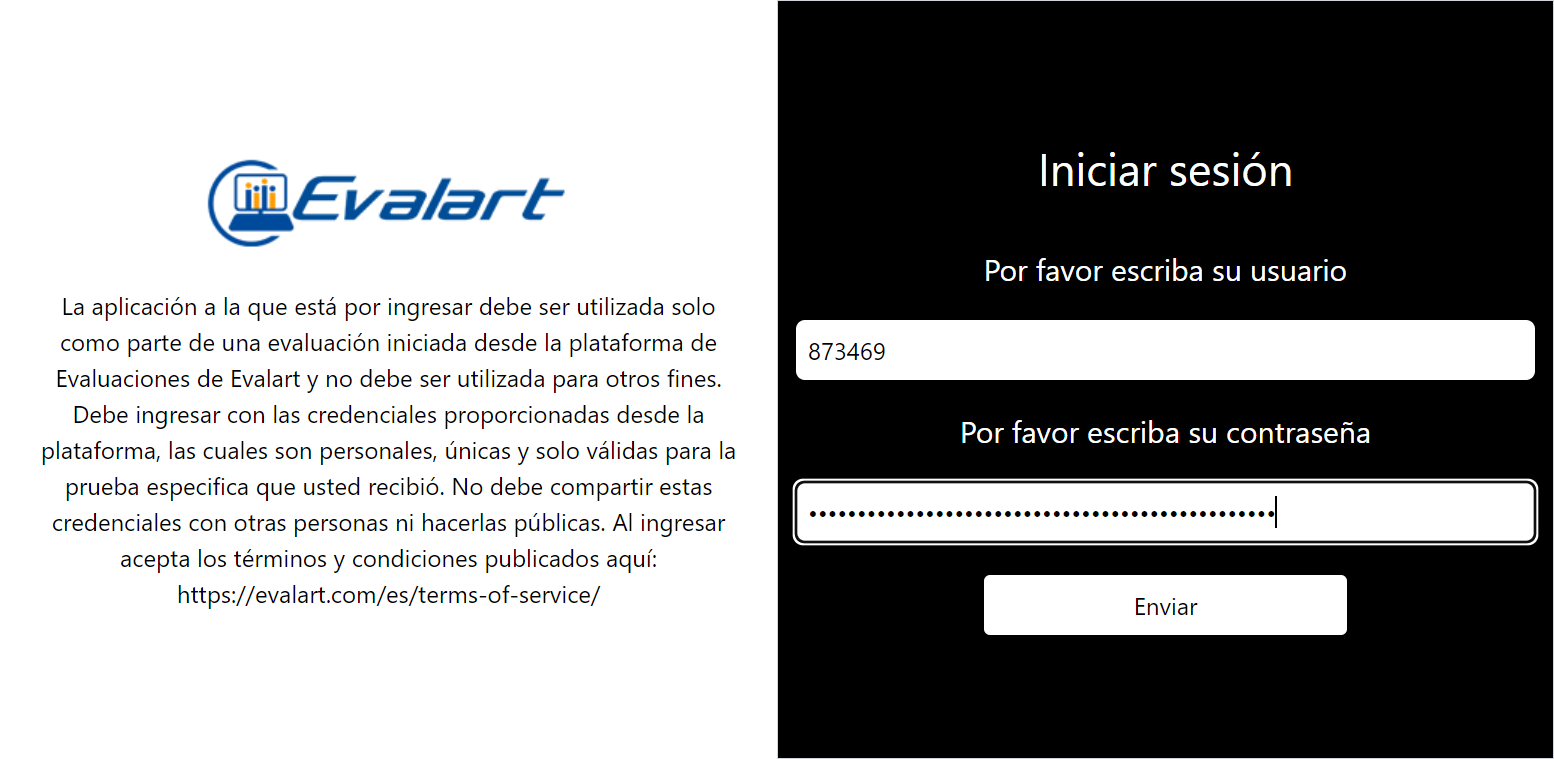 Evalart
La aplicación a la que está por ingresar debe ser utilizada solo
como parte de una evaluación iniciada desde la plataforma de
Evaluaciones de Evalart y no debe ser utilizada para otros fines.
Debe ingresar con las credenciales proporcionadas desde la
plataforma, las cuales son personales, únicas y solo válidas para la
prueba especifica que usted recibió. No debe compartir estas
credenciales con otras personas ni hacerlas públicas. Al ingresar
acepta los términos y condiciones publicados aquí:
https://evalart.com/es/terms-of-service/
Iniciar sesión
Por favor escriba su usuario
873469
Por favor escriba su contraseña
••••••••••••••••••••••••••••••••••••••••••••••••
Enviar